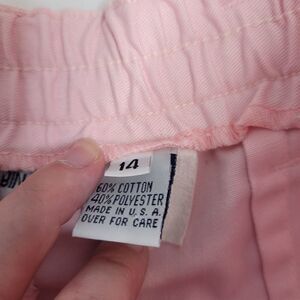 14
60% COTTON
40% POLYESTER
MADE IN U.S.A.
OVER FOR CARE